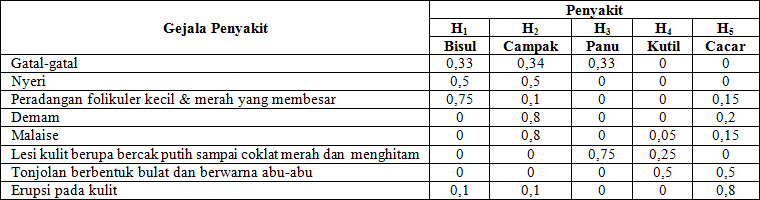 Gejala Penyakit Penyakit
H1 H2 H3 H4 H5
Bisul Campak Panu Kutil Cacar
Gatal-gatal 0,33 0,34 0,33 0 0
Nyeri 0,5 0,5 0 0 0
Peradangan folikuler kecil & merah yang membesar 0,75 0,1 0 0 0,15
Demam 0 0,8 0 0 0,2
Malaise 0 0,8 0 0,05 0,15
Lesi kulit berupa bercak putih sampai coklat merah dan menghitam 0 0 0,75 0,25 0
Tonjolan berbentuk bulat dan berwarna abu-abu 0 0 0 0,5 0,5
Erupsi pada kulit 0,1 0,1 0 0 0,8